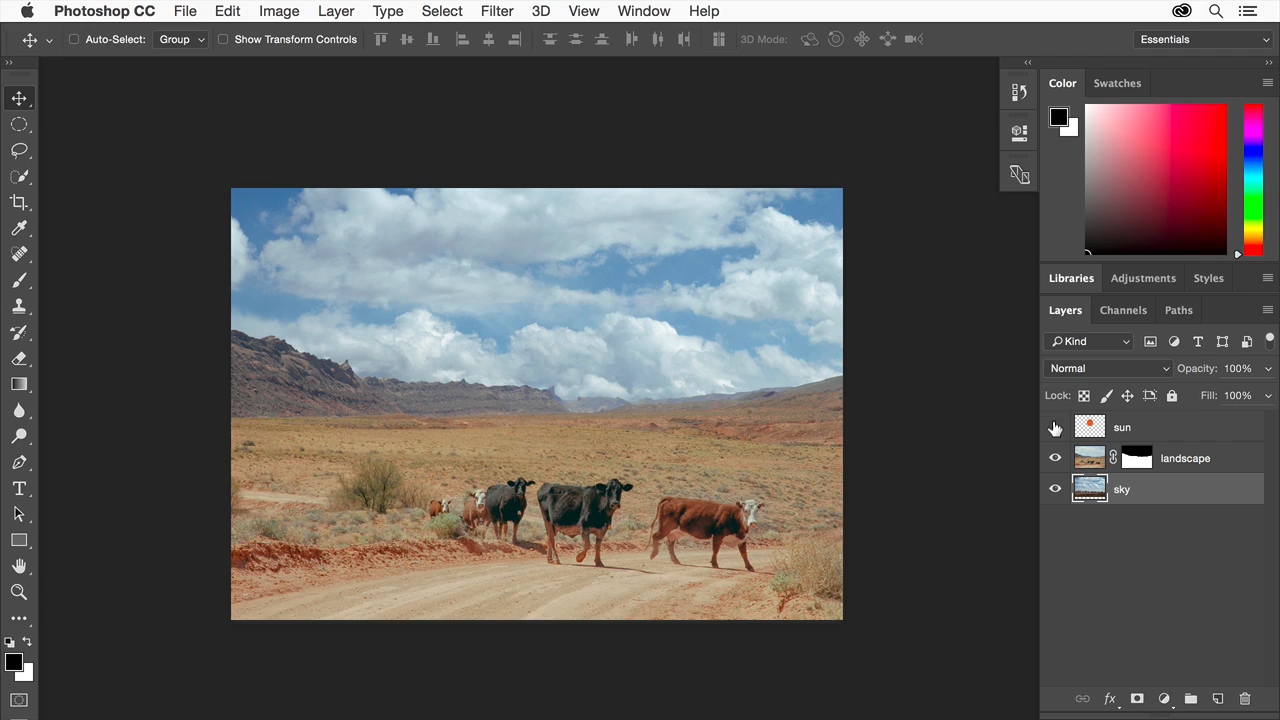 Photoshop CC File Edit Image Layer Type Select Filter 3D View Window Help
Auto-Select: Group Show Transform Controls 3D Mode: Essentials
Color Swatches
Libraries Adjustments Styles
Layers Channels Paths
Kind
Normal Opacity: 100%
Lock: Fill: 100%
sun
landscape
sky
fx